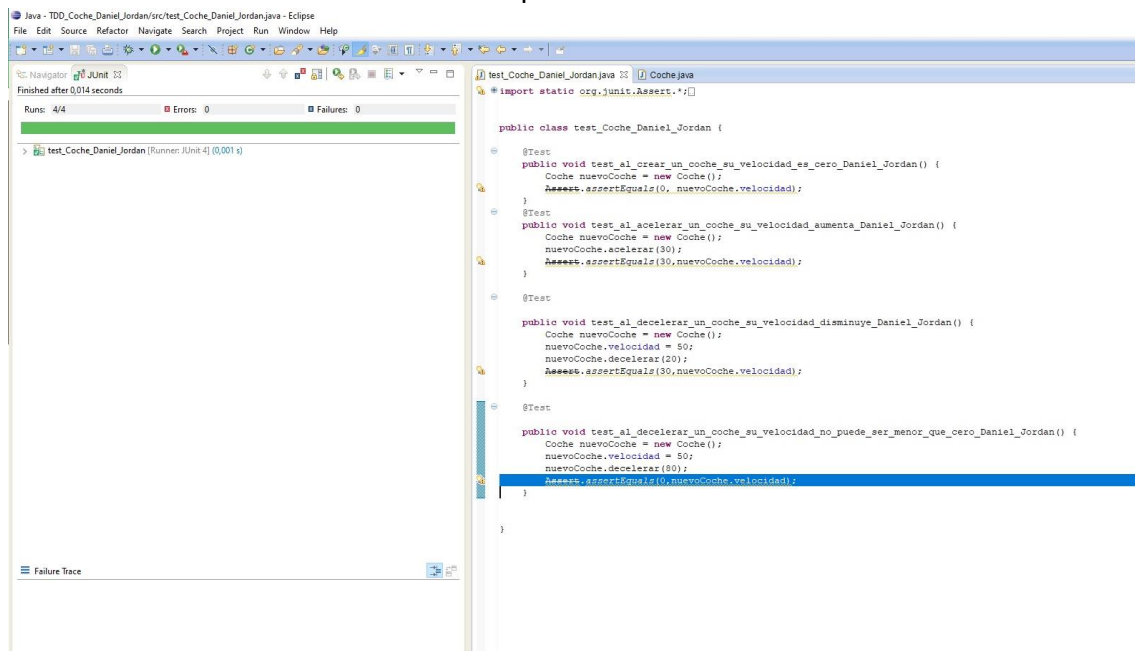 Java - TDD_Coche_Daniel_Jordan/src/test_Coche_Daniel_Jordan.java - Eclipse
File Edit Source Refactor Navigate Search Project Run Window Help
Navigator JUnit
test_Coche_Daniel_Jordan.java Coche.java
Finished after 0,014 seconds
Runs: 4/4 Errors: 0 Failures: 0
test_Coche_Daniel_Jordan [Runner: JUnit 4] (0,001 s)
Failure Trace
import static org.junit.Assert.*;
public class test_Coche_Daniel_Jordan {
@Test
public void test_al_crear_un_coche_su_velocidad_es_cero_Daniel_Jordan() {
Coche nuevoCoche = new Coche();
Assert.assertEquals(0, nuevoCoche.velocidad);
}
@Test
public void test_al_acelerar_un_coche_su_velocidad_aumenta_Daniel_Jordan() {
Coche nuevoCoche = new Coche();
nuevoCoche.acelerar(30);
Assert.assertEquals(30,nuevoCoche.velocidad);
}
@Test
public void test_al_decelerar_un_coche_su_velocidad_disminuye_Daniel_Jordan() {
Coche nuevoCoche = new Coche();
nuevoCoche.velocidad = 50;
nuevoCoche.decelerar(20);
Assert.assertEquals(30,nuevoCoche.velocidad);
}
@Test
public void test_al_decelerar_un_coche_su_velocidad_no_puede_ser_menor_que_cero_Daniel_Jordan() {
Coche nuevoCoche = new Coche();
nuevoCoche.velocidad = 50;
nuevoCoche.decelerar(80);
Assert.assertEquals(0,nuevoCoche.velocidad);
}
}